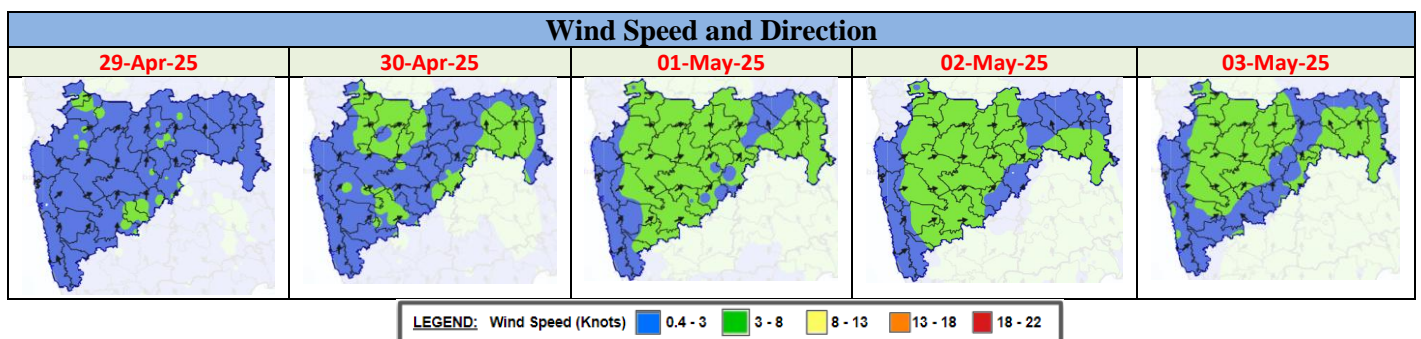 Wind Speed and Direction
29-Apr-25 30-Apr-25 01-May-25 02-May-25 03-May-25
LEGEND: Wind Speed (Knots) 0.4 - 3 3 - 8 8 - 13 13 - 18 18 - 22